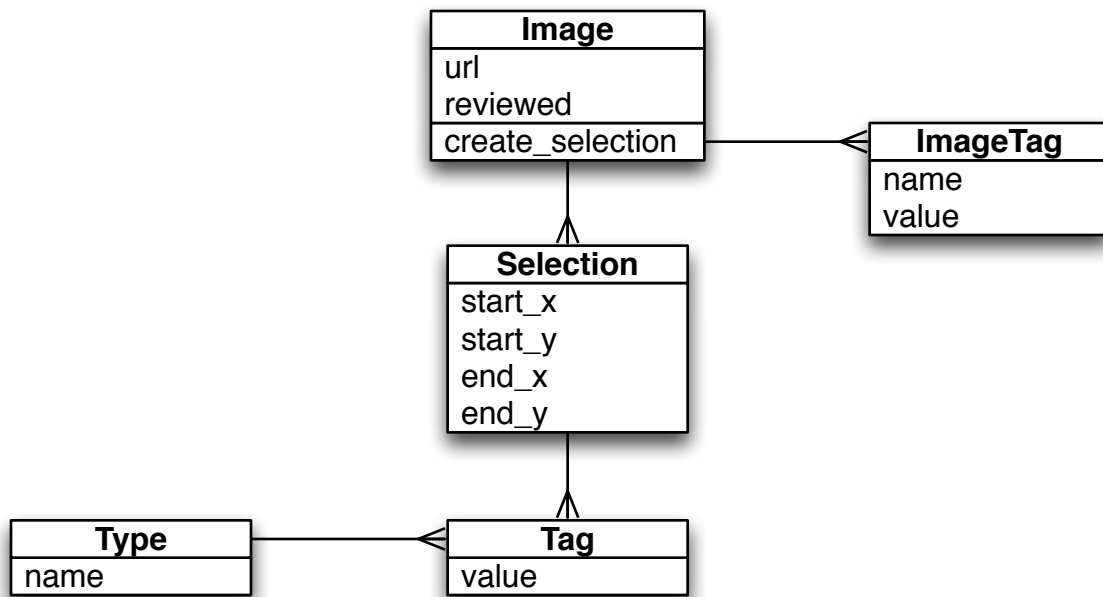 Image
url
reviewed
create_selection
ImageTag
name
value
Selection
start_x
start_y
end_x
end_y
Type
name
Tag
value